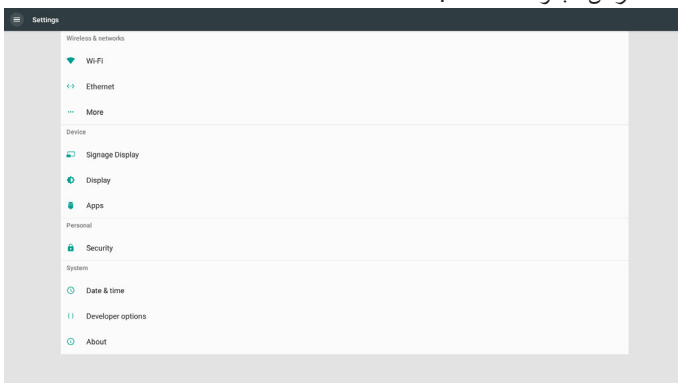 Settings
Wireless & networks
Wi-Fi
Ethernet
More
Device
Signage Display
Display
Apps
Personal
Security
System
Date & time
Developer options
About